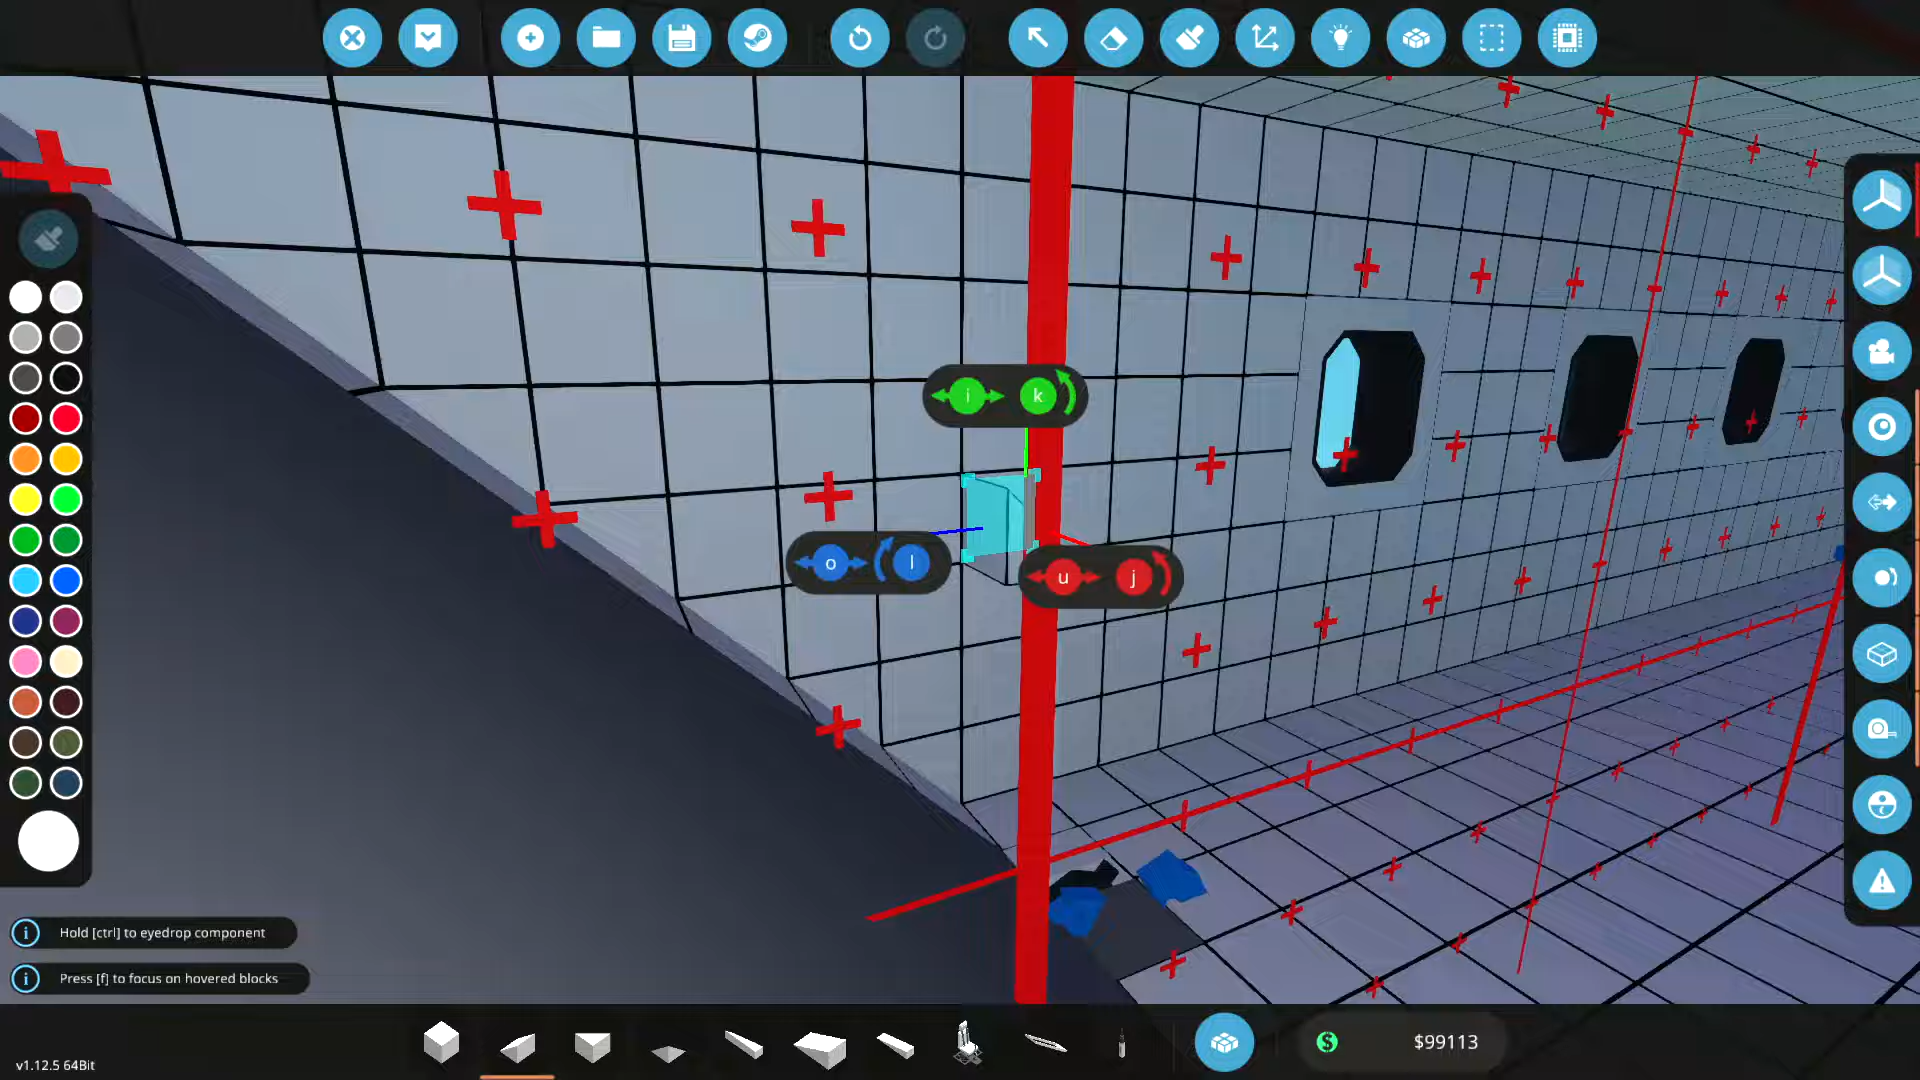 i k
o l
u j
Hold [ctrl] to eyedrop component
Press [f] to focus on hovered blocks
$ $99113
v1.12.5 64Bit